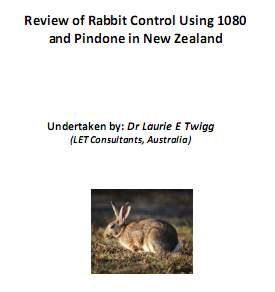 Review of Rabbit Control Using 1080
and Pindone in New Zealand
Undertaken by: Dr Laurie E Twigg
(LET Consultants, Australia)